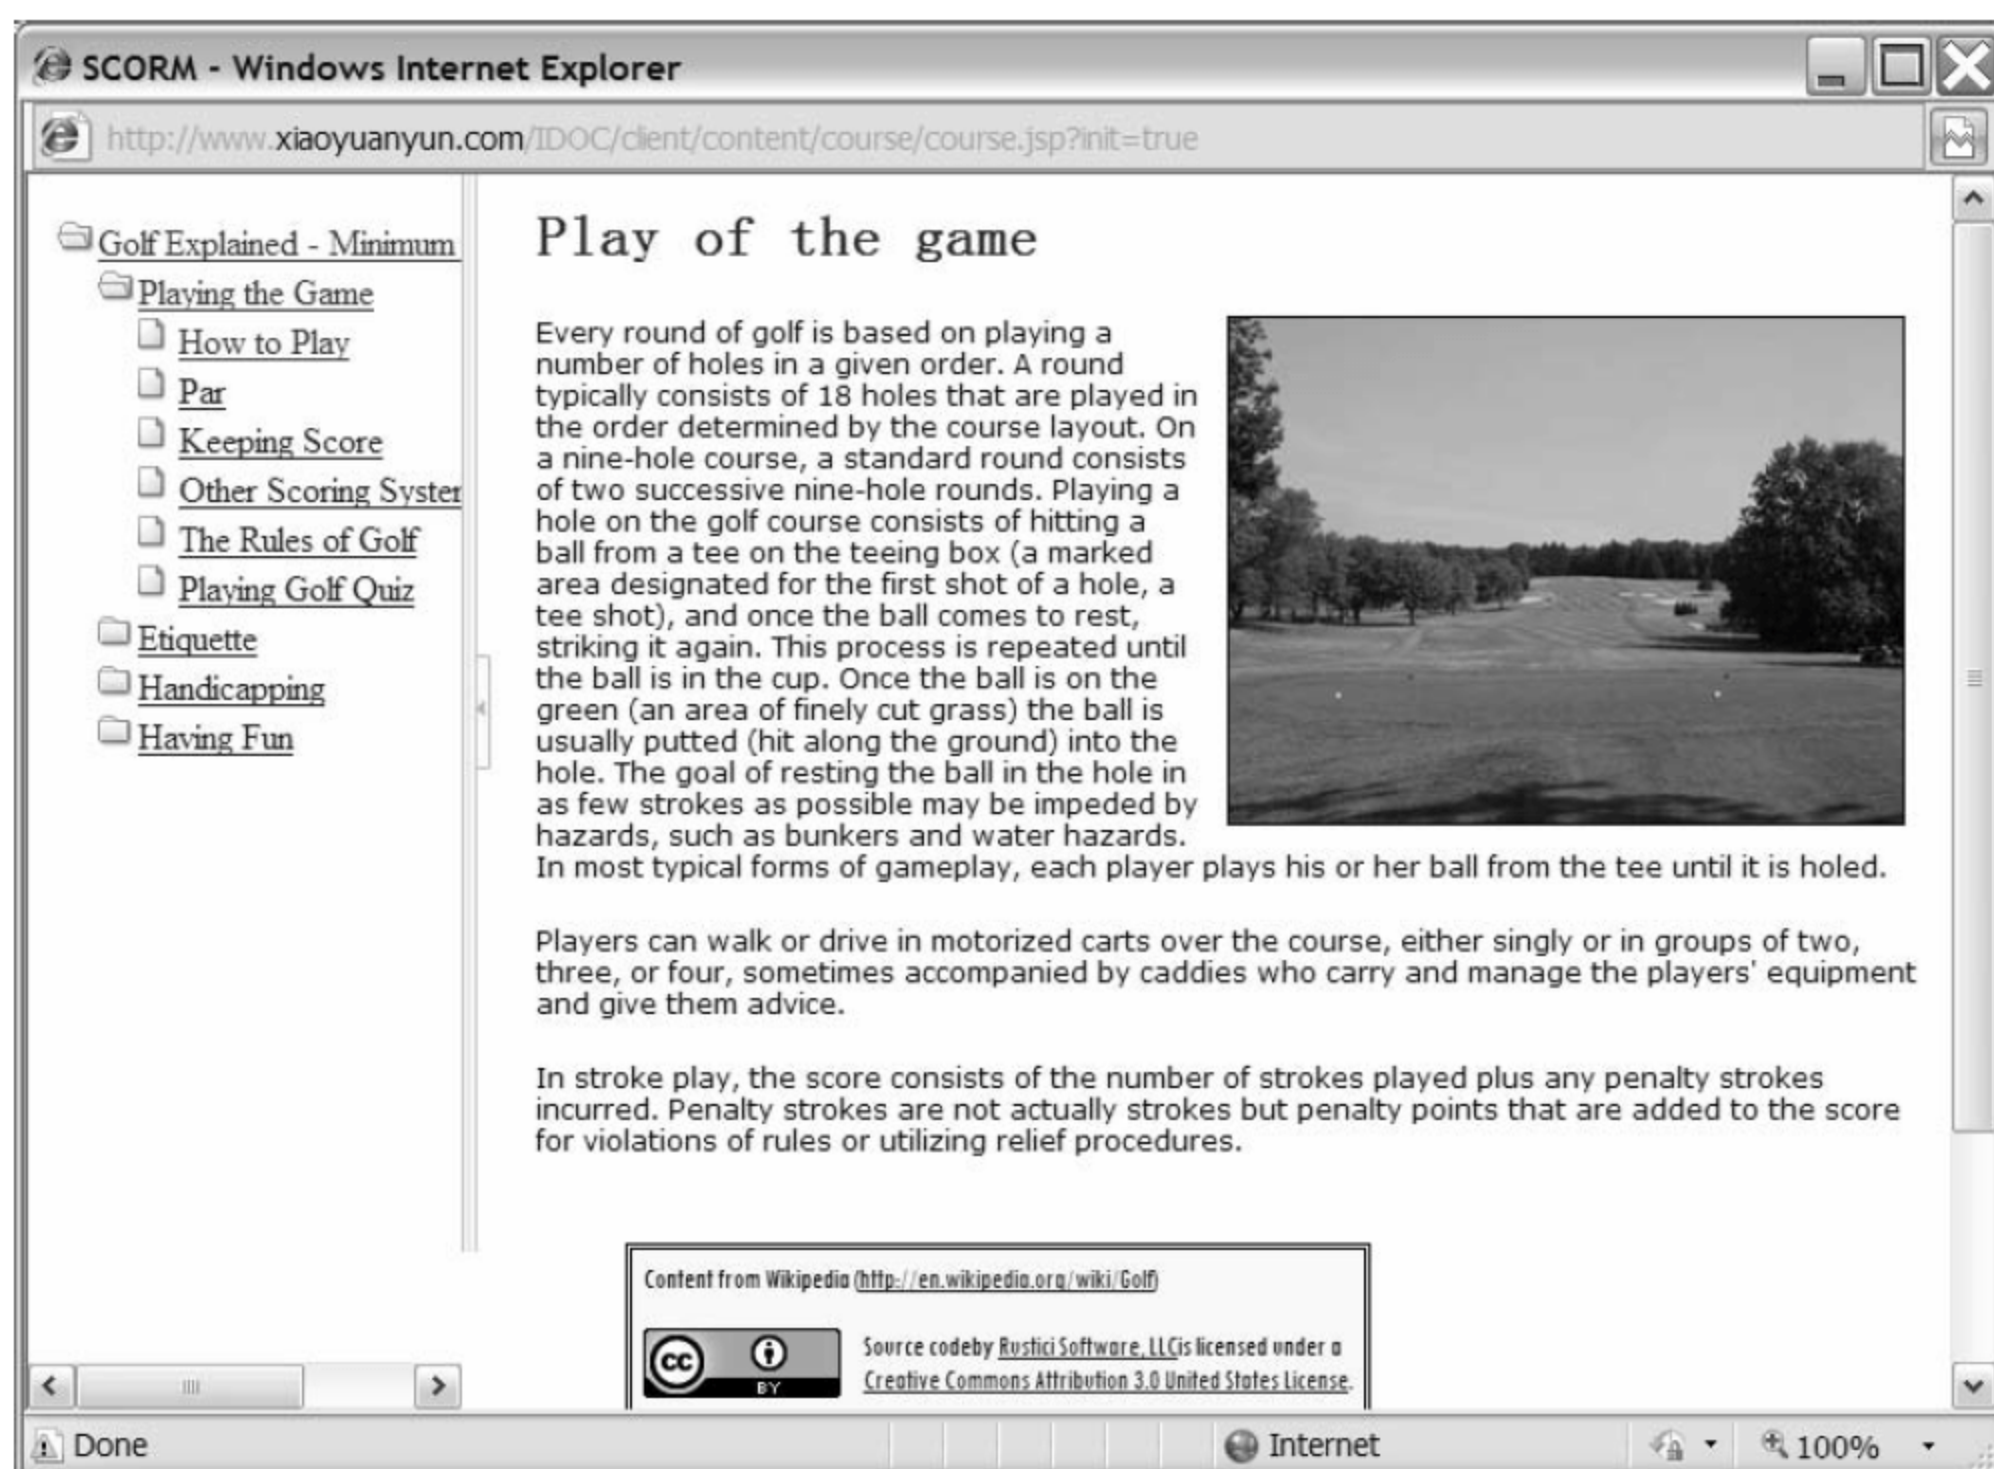 SCORM - Windows Internet Explorer
http://www.xiaoyuanyun.com/IDOC/client/content/course/course.jsp?init=true
Golf Explained - Minimum
Playing the Game
How to Play
Par
Keeping Score
Other Scoring Syster
The Rules of Golf
Playing Golf Quiz
Etiquette
Handicapping
Having Fun
Play of the game
Every round of golf is based on playing a
number of holes in a given order. A round
typically consists of 18 holes that are played in
the order determined by the course layout. On
a nine-hole course, a standard round consists
of two successive nine-hole rounds. Playing a
hole on the golf course consists of hitting a
ball from a tee on the teeing box (a marked
area designated for the first shot of a hole, a
tee shot), and once the ball comes to rest,
striking it again. This process is repeated until
the ball is in the cup. Once the ball is on the
green (an area of finely cut grass) the ball is
usually putted (hit along the ground) into the
hole. The goal of resting the ball in the hole in
as few strokes as possible may be impeded by
hazards, such as bunkers and water hazards.
In most typical forms of gameplay, each player plays his or her ball from the tee until it is holed.
Players can walk or drive in motorized carts over the course, either singly or in groups of two,
three, or four, sometimes accompanied by caddies who carry and manage the players' equipment
and give them advice.
In stroke play, the score consists of the number of strokes played plus any penalty strokes
incurred. Penalty strokes are not actually strokes but penalty points that are added to the score
for violations of rules or utilizing relief procedures.
Content from Wikipedia (http://en.wikipedia.org/wiki/Golf)
cc BY
Source codeby Rustici Software, LLCis licensed under a
Creative Commons Attribution 3.0 United States License.
Done
Internet
100%